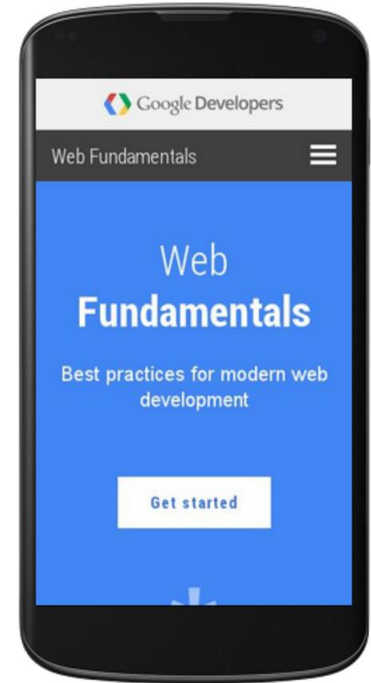 Google Developers
Web Fundamentals
Web
Fundamentals
Best practices for modern web
development
Get started